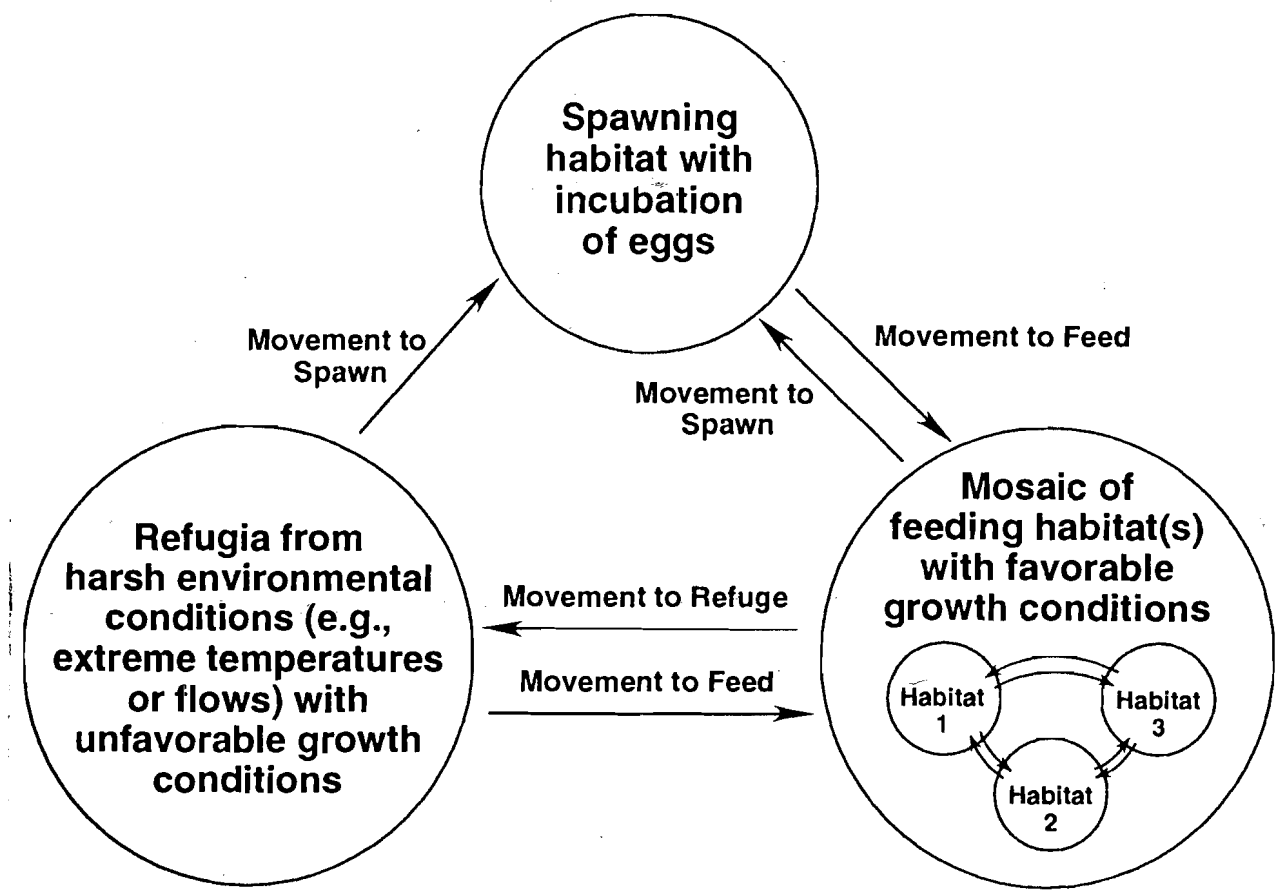 Spawning
habitat with
incubation
of eggs
Movement to
Spawn
Movement to Feed
Movement to
Spawn
Refugia from
harsh environmental
conditions (e.g.,
extreme temperatures
or flows) with
unfavorable growth
conditions
Movement to Refuge
Movement to Feed
Mosaic of
feeding habitat(s)
with favorable
growth conditions
Habitat
1
Habitat
3
Habitat
2